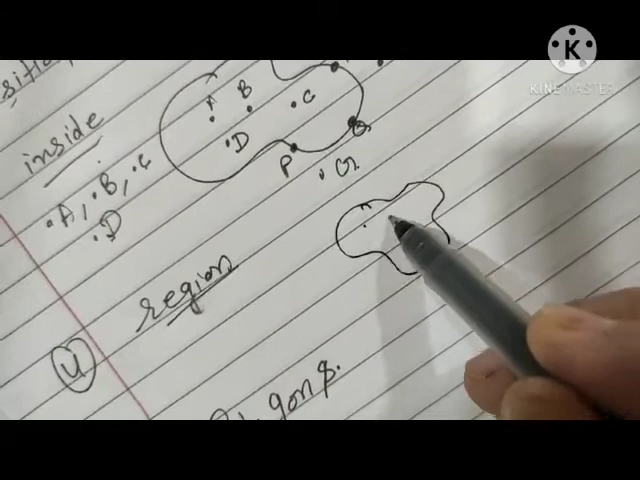 K
KINEMASTER
inside
A B
.C
.D
P Q
.G
.A, .B, .C
.D
region